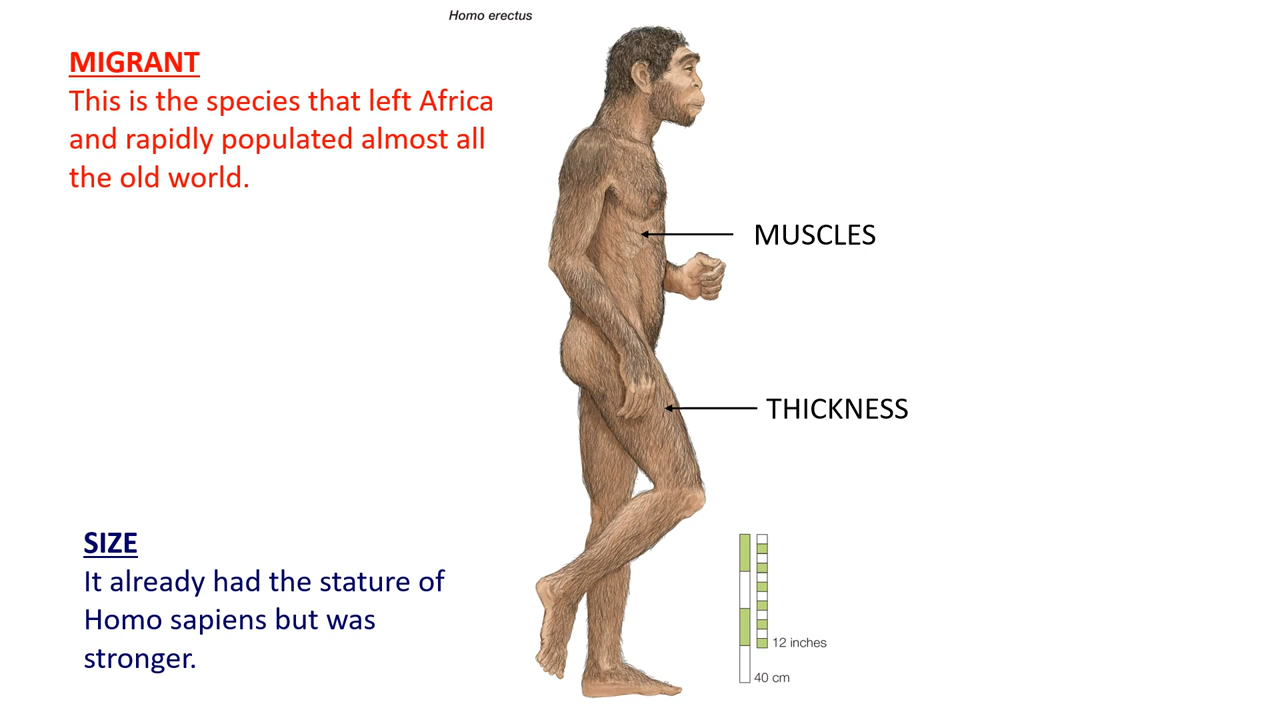 Homo erectus
MIGRANT
This is the species that left Africa
and rapidly populated almost all
the old world.
MUSCLES
THICKNESS
SIZE
It already had the stature of
Homo sapiens but was
stronger.
12 inches
40 cm